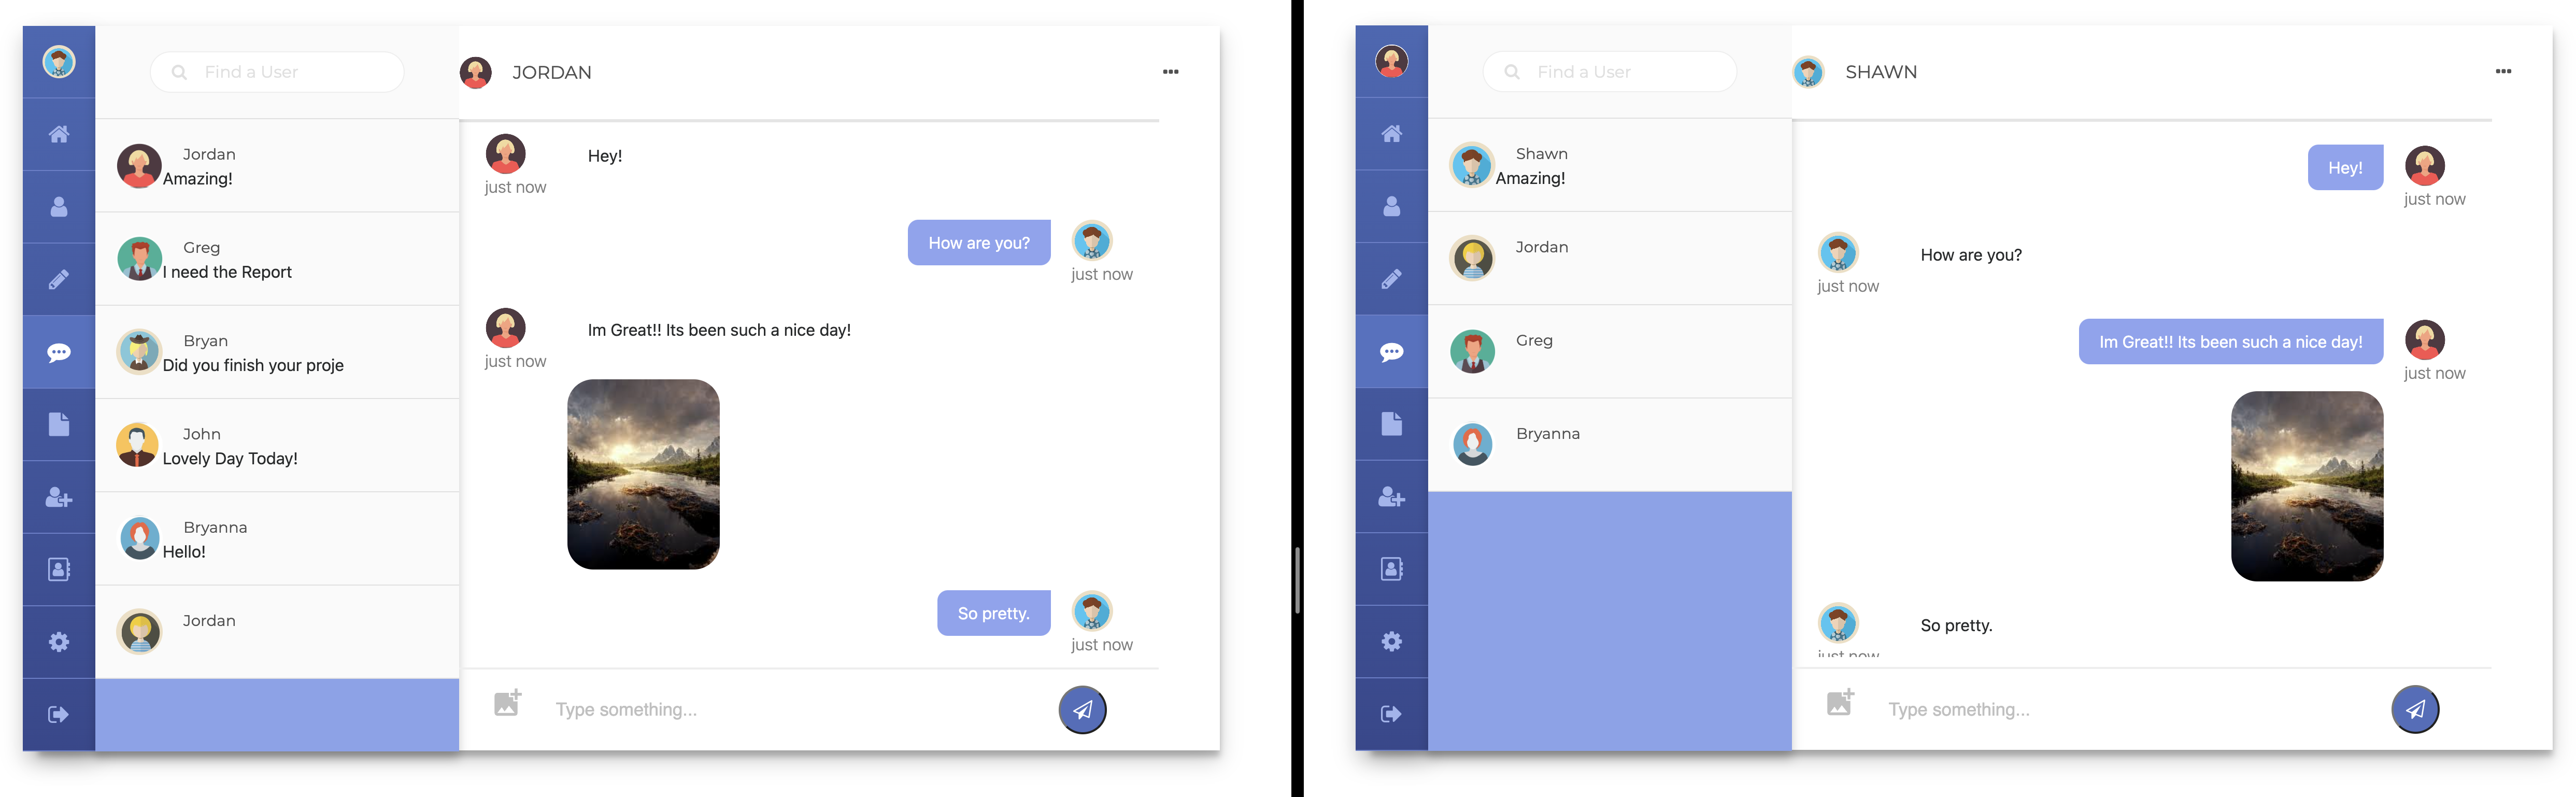 Find a User
Jordan
Amazing!
Greg
I need the Report
Bryan
Did you finish your proje
John
Lovely Day Today!
Bryanna
Hello!
Jordan
JORDAN
Hey!
just now
How are you?
just now
Im Great!! Its been such a nice day!
just now
So pretty.
just now
Type something...
Find a User
Shawn
Amazing!
Jordan
Greg
Bryanna
SHAWN
Hey!
just now
How are you?
just now
Im Great!! Its been such a nice day!
just now
So pretty.
just now
Type something...